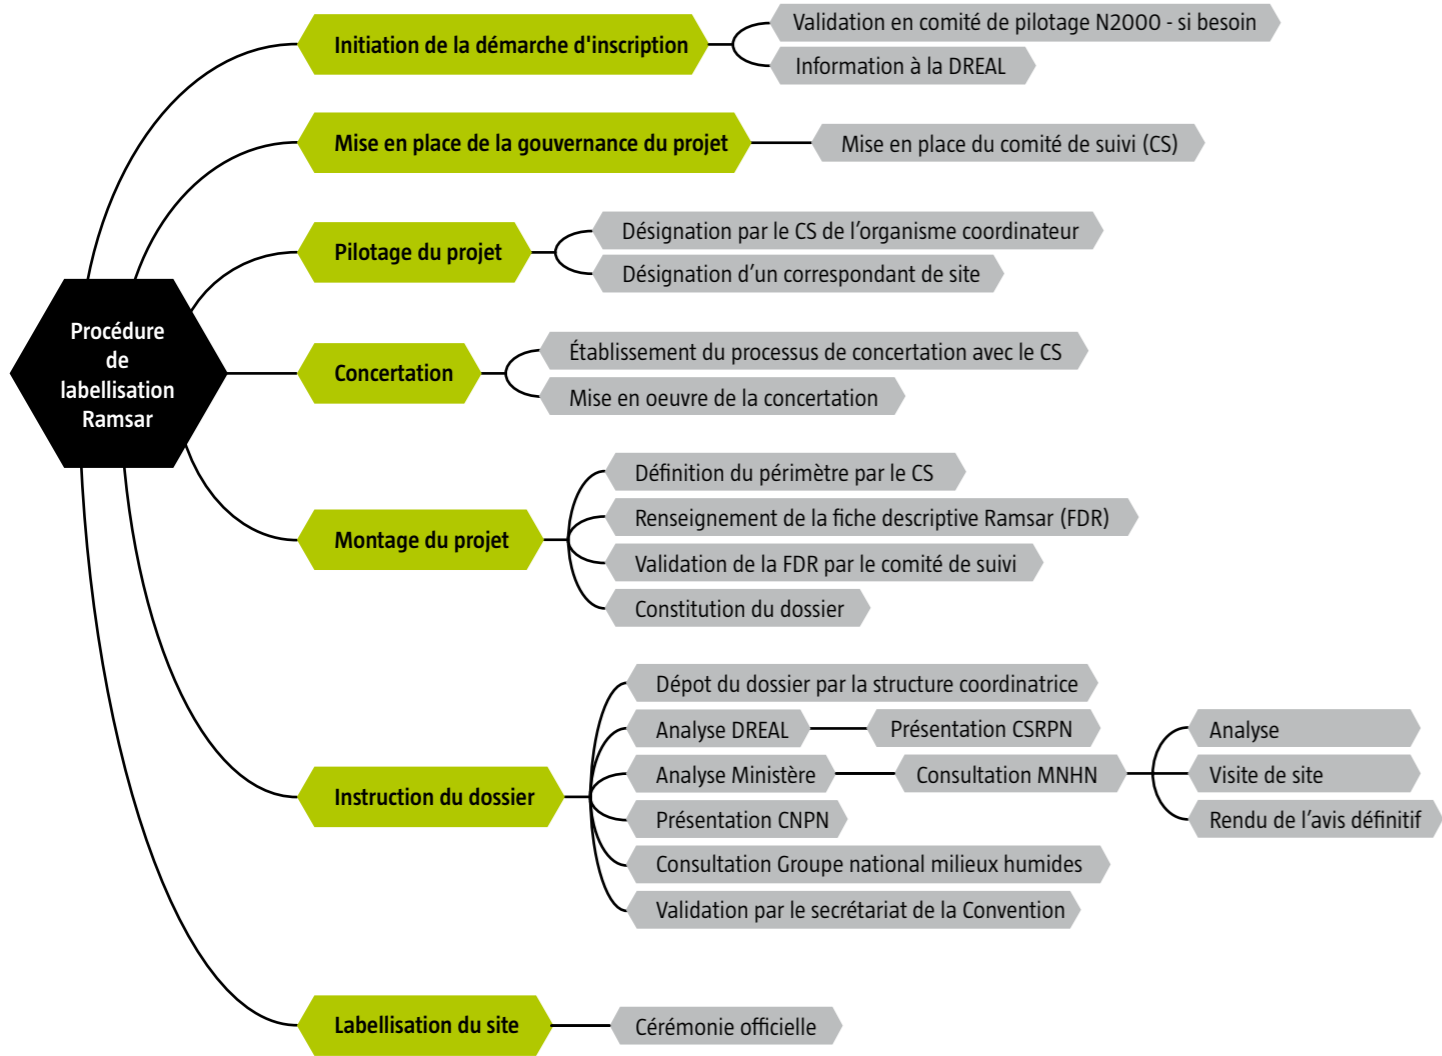 Procédure
de
labellisation
Ramsar
Initiation de la démarche d'inscription
Validation en comité de pilotage N2000 - si besoin
Information à la DREAL
Mise en place de la gouvernance du projet
Mise en place du comité de suivi (CS)
Pilotage du projet
Désignation par le CS de l’organisme coordinateur
Désignation d’un correspondant de site
Concertation
Établissement du processus de concertation avec le CS
Mise en oeuvre de la concertation
Montage du projet
Définition du périmètre par le CS
Renseignement de la fiche descriptive Ramsar (FDR)
Validation de la FDR par le comité de suivi
Constitution du dossier
Instruction du dossier
Dépot du dossier par la structure coordinatrice
Analyse DREAL
Présentation CSRPN
Analyse Ministère
Consultation MNHN
Analyse
Visite de site
Rendu de l’avis définitif
Présentation CNPN
Consultation Groupe national milieux humides
Validation par le secrétariat de la Convention
Labellisation du site
Cérémonie officielle